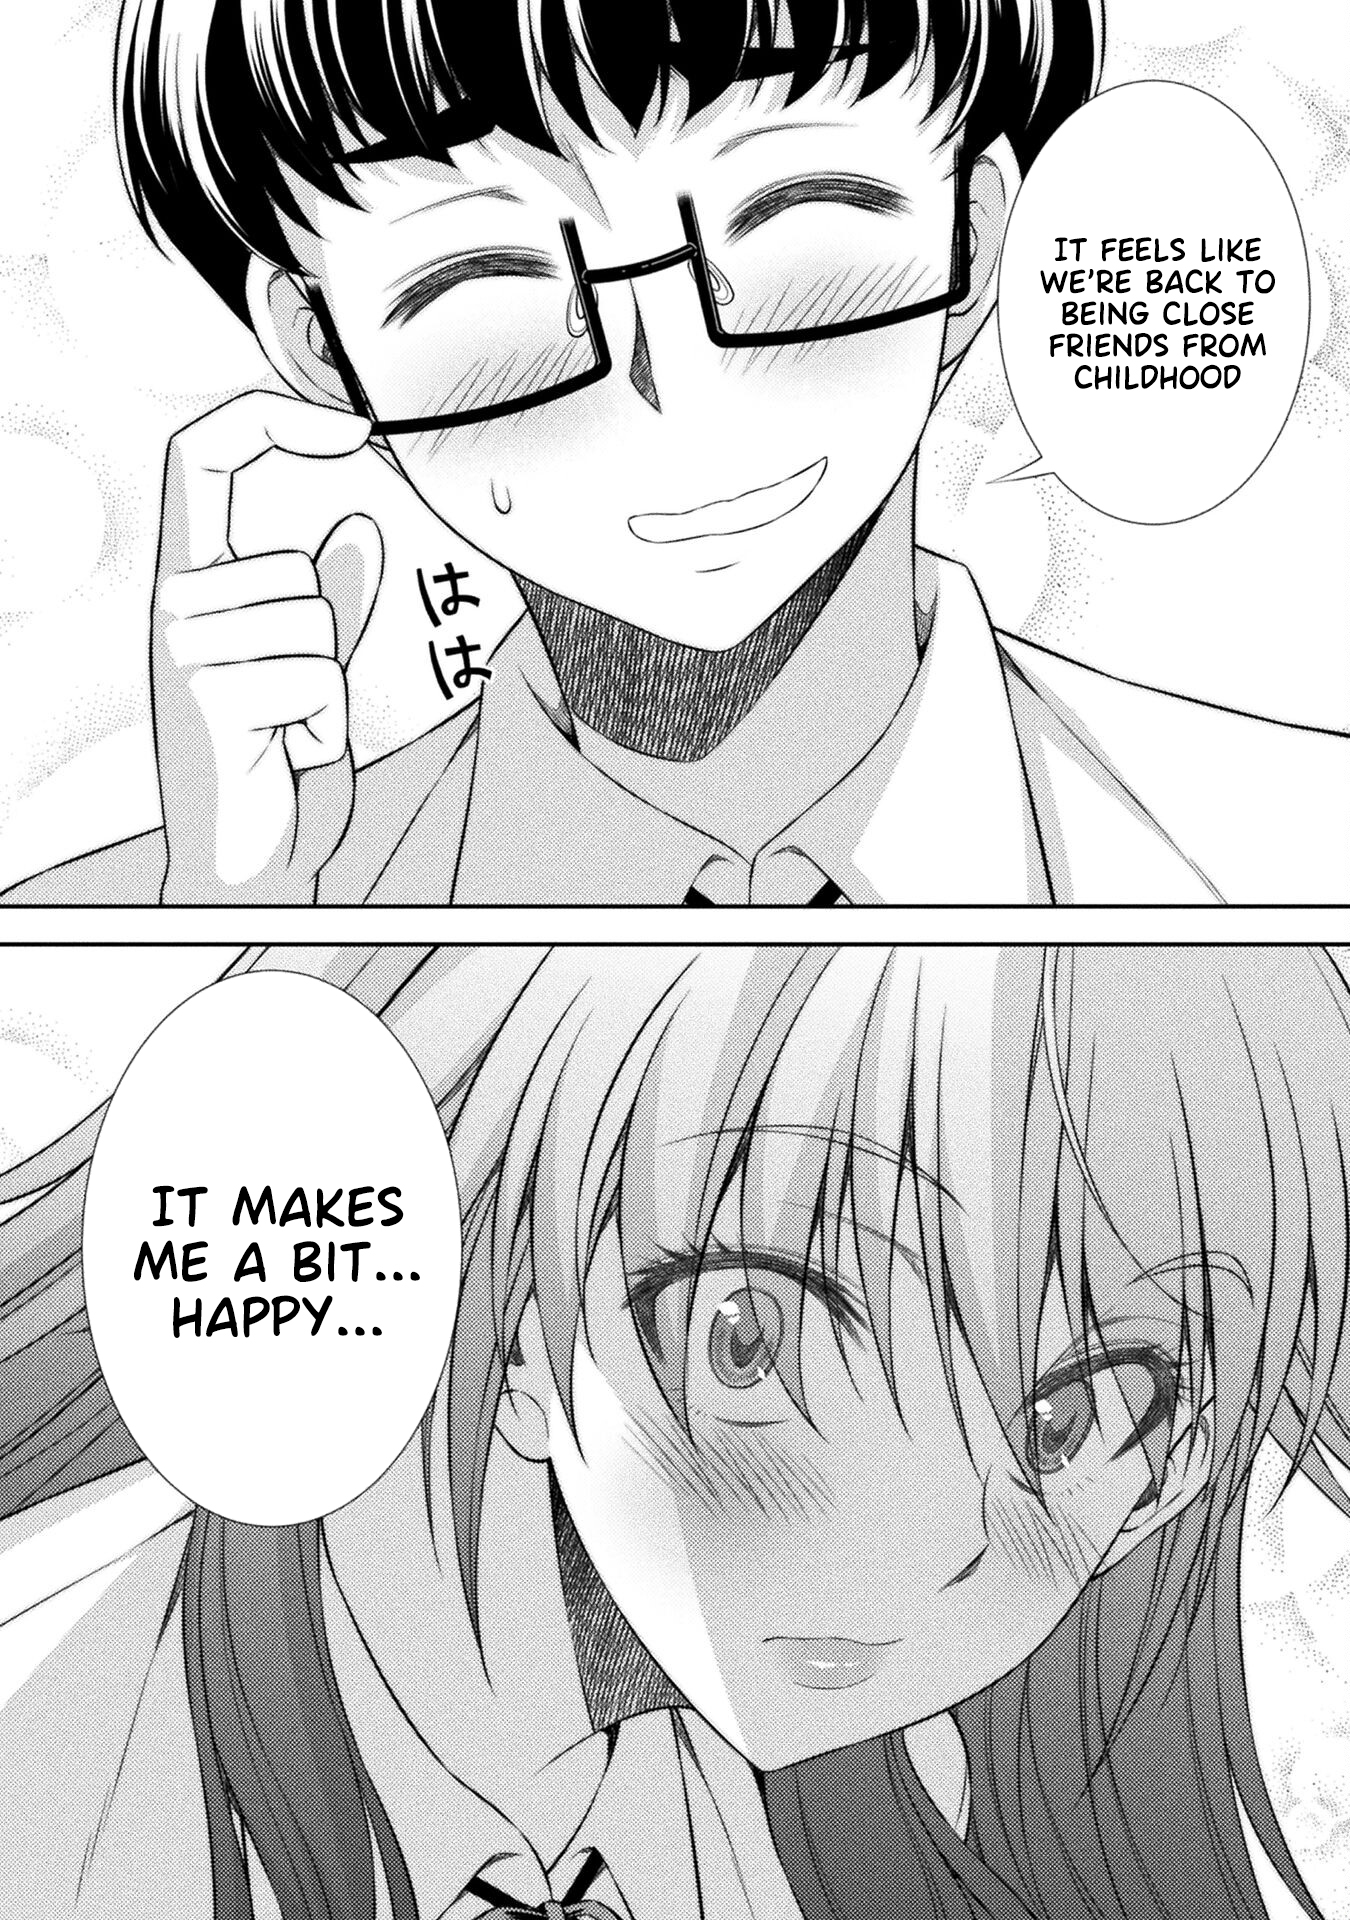 IT FEELS LIKE
WE'RE BACK TO
BEING CLOSE
FRIENDS FROM
CHILDHOOD
はは
IT MAKES
ME A BIT...
HAPPY...